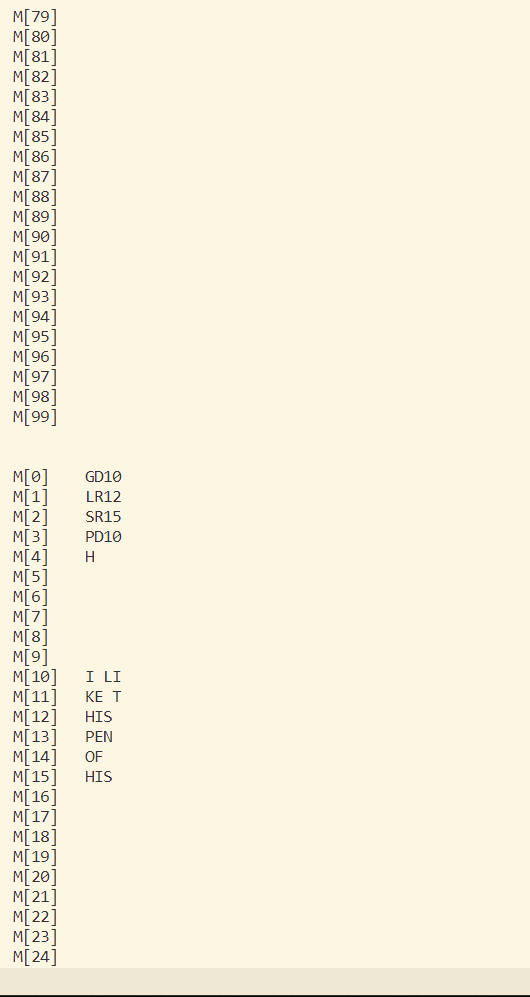 M[79]
M[80]
M[81]
M[82]
M[83]
M[84]
M[85]
M[86]
M[87]
M[88]
M[89]
M[90]
M[91]
M[92]
M[93]
M[94]
M[95]
M[96]
M[97]
M[98]
M[99]
M[0] GD10
M[1] LR12
M[2] SR15
M[3] PD10
M[4] H
M[5]
M[6]
M[7]
M[8]
M[9]
M[10] I LI
M[11] KE T
M[12] HIS
M[13] PEN
M[14] OF
M[15] HIS
M[16]
M[17]
M[18]
M[19]
M[20]
M[21]
M[22]
M[23]
M[24]